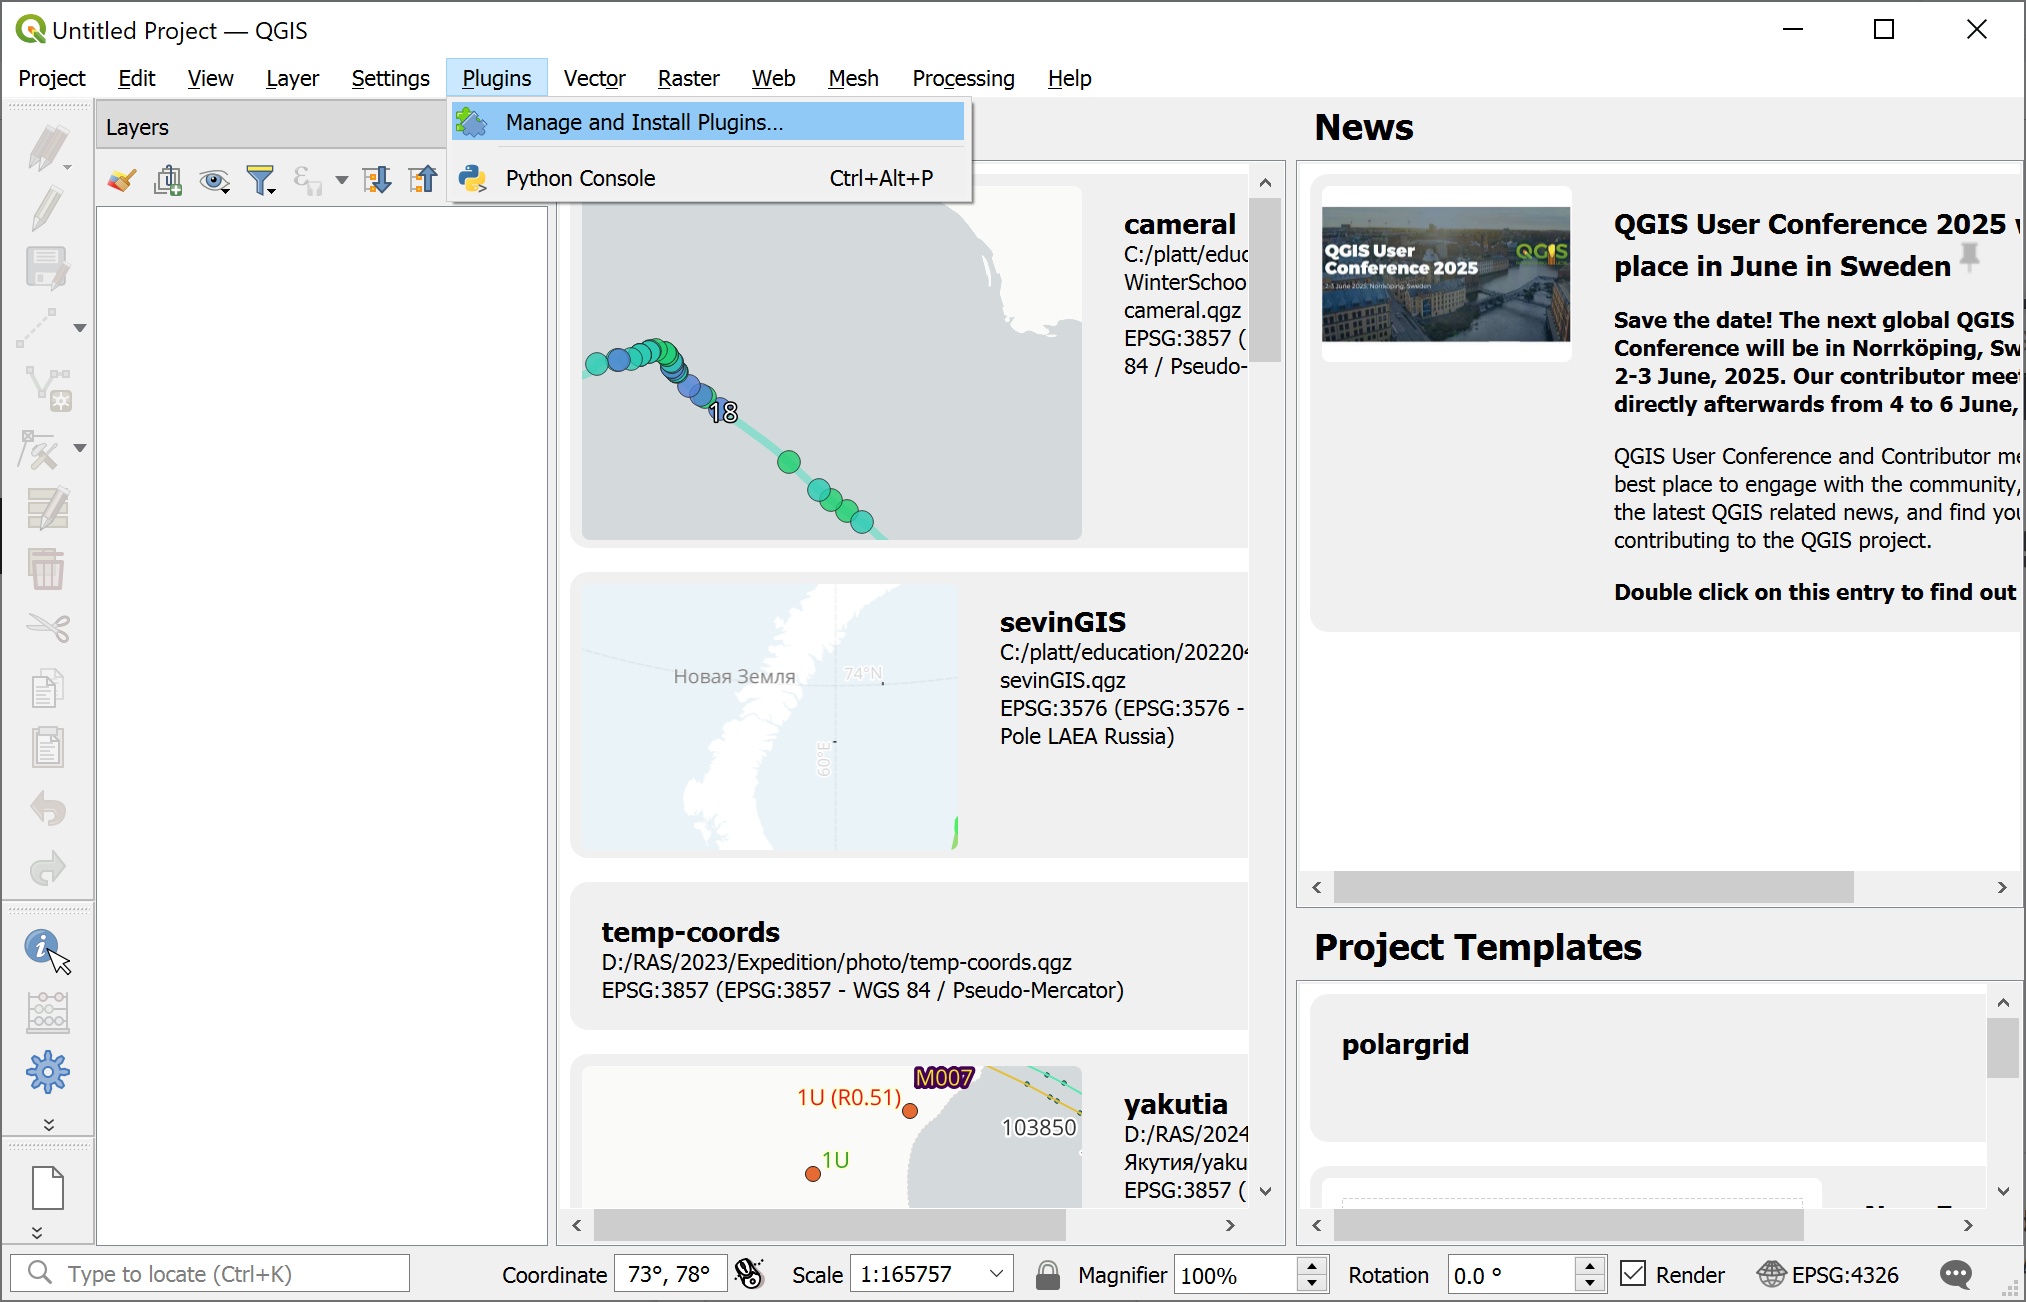 Untitled Project — QGIS
Project Edit View Layer Settings Plugins Vector Raster Web Mesh Processing Help
Manage and Install Plugins...
Python Console Ctrl+Alt+P
Layers
18
cameral
C:/platt/educ
WinterSchoo
cameral.qgz
EPSG:3857 (
84 / Pseudo-
Новая Земля
74°N
60°E
sevinGIS
C:/platt/education/20220
sevinGIS.qgz
EPSG:3576 (EPSG:3576 -
Pole LAEA Russia)
temp-coords
D:/RAS/2023/Expedition/photo/temp-coords.qgz
EPSG:3857 (EPSG:3857 - WGS 84 / Pseudo-Mercator)
M007
1U (R0.51)
103850
1U
yakutia
D:/RAS/2024
Якутия/yaku
EPSG:3857 (
News
QGIS User
Conference 2025
2-3 June 2025, Norrköping, Sweden
QGIS
QGIS User Conference 2025
place in June in Sweden
Save the date! The next global QGIS
Conference will be in Norrköping, Sw
2-3 June, 2025. Our contributor mee
directly afterwards from 4 to 6 June,
QGIS User Conference and Contributor me
best place to engage with the community,
the latest QGIS related news, and find you
contributing to the QGIS project.
Double click on this entry to find out
Project Templates
polargrid
Type to locate (Ctrl+K)
Coordinate 73°, 78° Scale 1:165757 Magnifier 100% Rotation 0.0 ° Render EPSG:4326